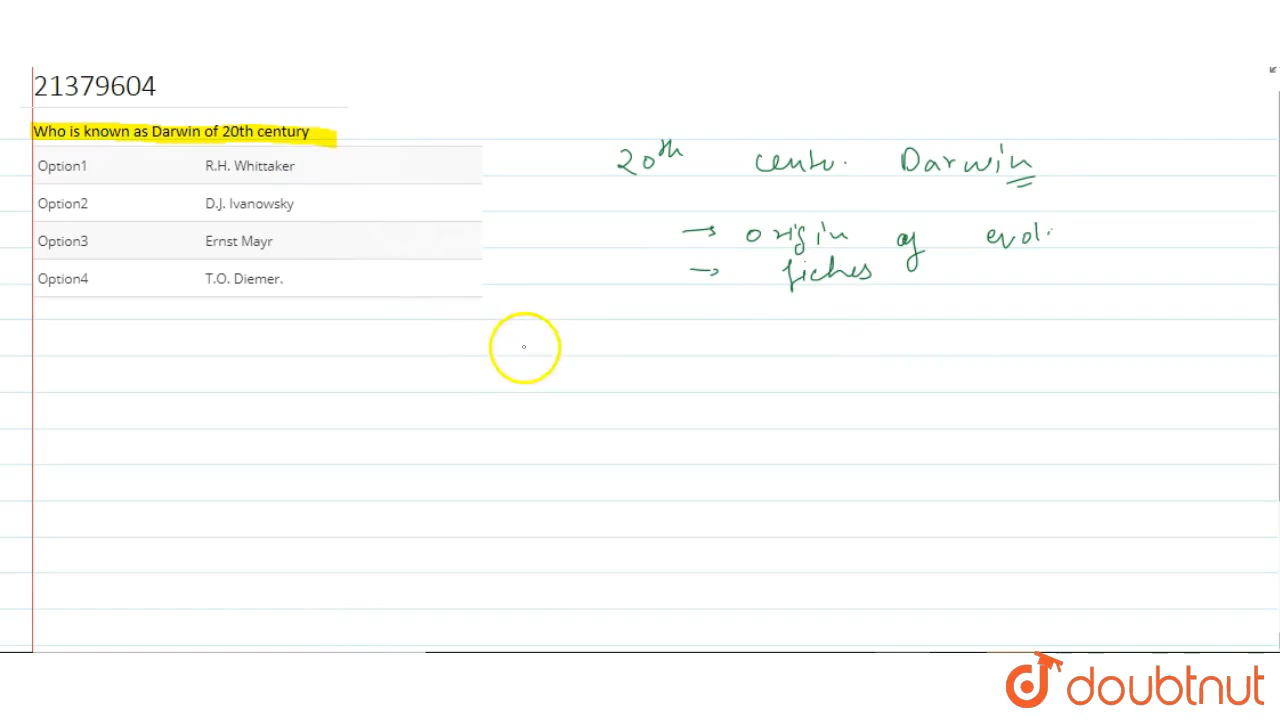 21379604
Who is known as Darwin of 20th century
Option1 R.H. Whittaker
Option2 D.J. Ivanowsky
Option3 Ernst Mayr
Option4 T.O. Diemer.
20th centu. Darwin
→ origin of evol.
→ fiches
doubtnut